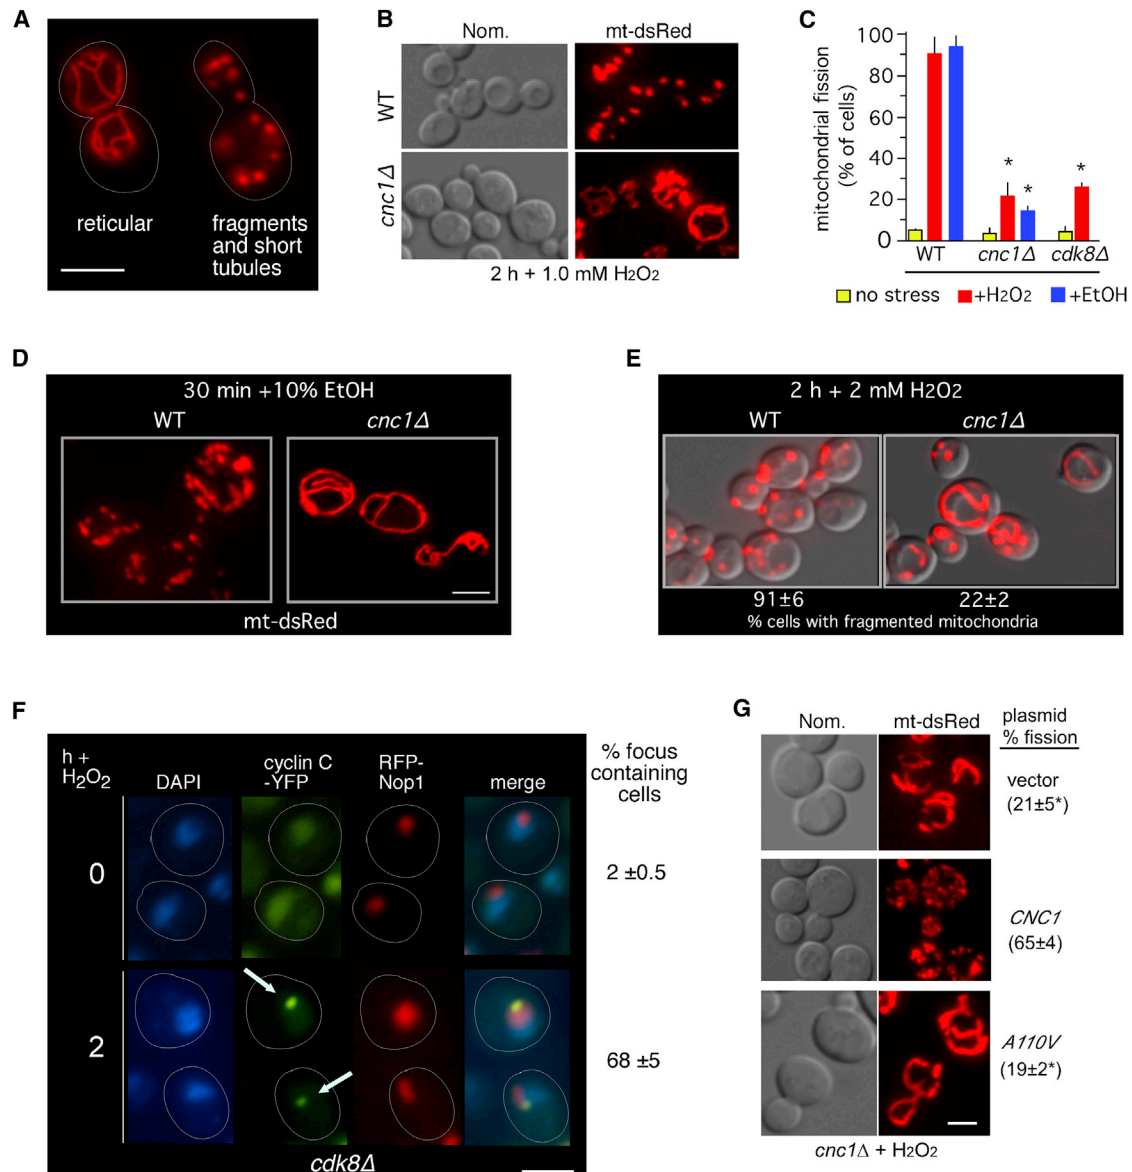 A
reticular
fragments
and short
tubules
B
Nom.
mt-dsRed
WT
cnc1Δ
2 h + 1.0 mM H2O2
C
mitochondrial fission
(% of cells)
100
80
60
40
20
0
*
*
*
WT
cnc1Δ
cdk8Δ
no stress
+H2O2
+EtOH
D
30 min +10% EtOH
WT
cnc1Δ
mt-dsRed
E
2 h + 2 mM H2O2
WT
cnc1Δ
91±6
22±2
% cells with fragmented mitochondria
F
h +
H2O2
DAPI
cyclin C
-YFP
RFP-
Nop1
merge
% focus
containing
cells
0
2 ±0.5
2
68 ±5
cdk8Δ
G
Nom.
mt-dsRed
plasmid
% fission
vector
(21±5*)
CNC1
(65±4)
A110V
(19±2*)
cnc1Δ + H2O2